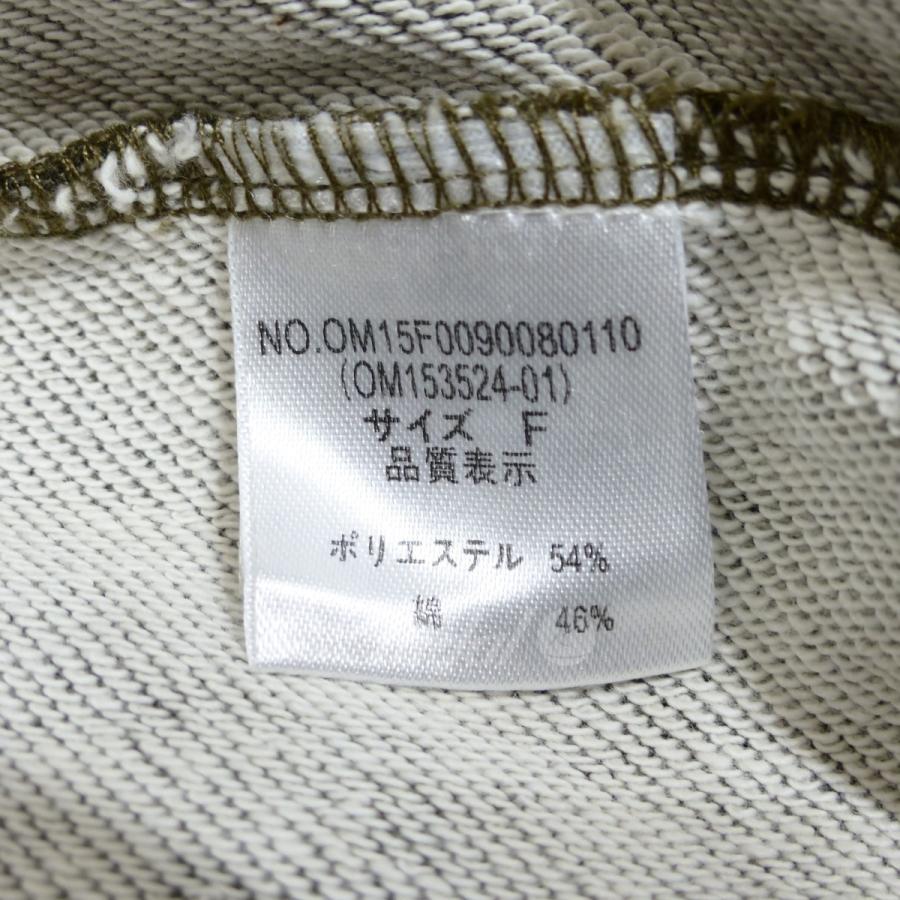 NO.OM15F0090080110
(OM153524-01)
サイズ F
品質表示
ポリエステル 54%
綿 46%